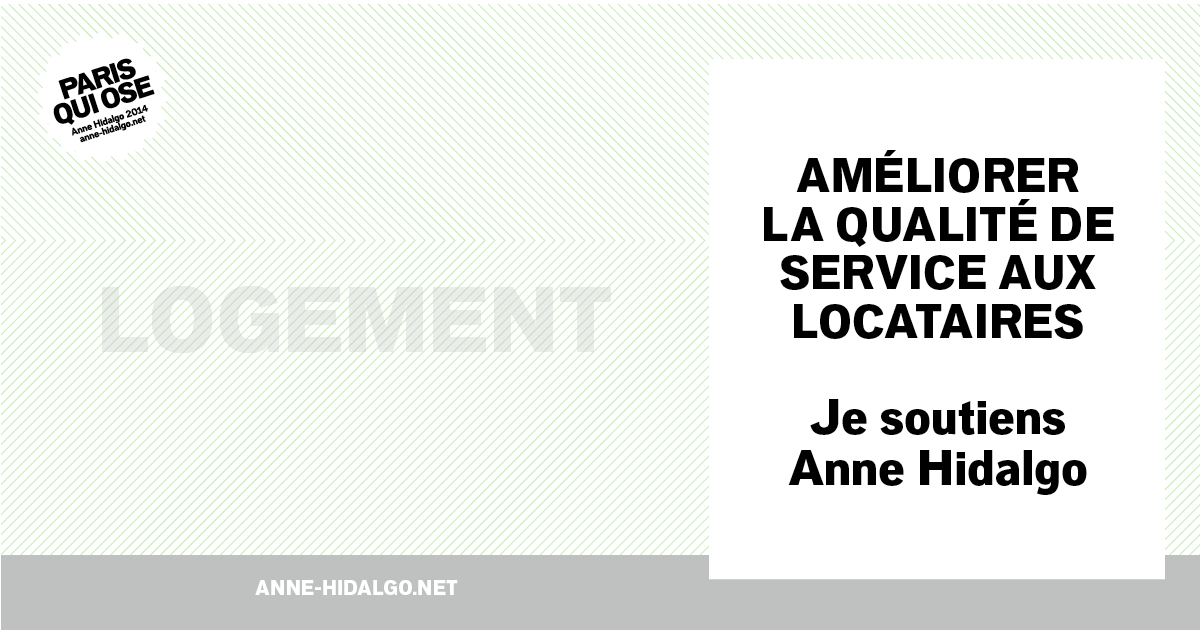 PARIS
QUI OSE
Anne Hidalgo 2014
anne-hidalgo.net
LOGEMENT
AMÉLIORER
LA QUALITÉ DE
SERVICE AUX
LOCATAIRES
Je soutiens
Anne Hidalgo
ANNE-HIDALGO.NET